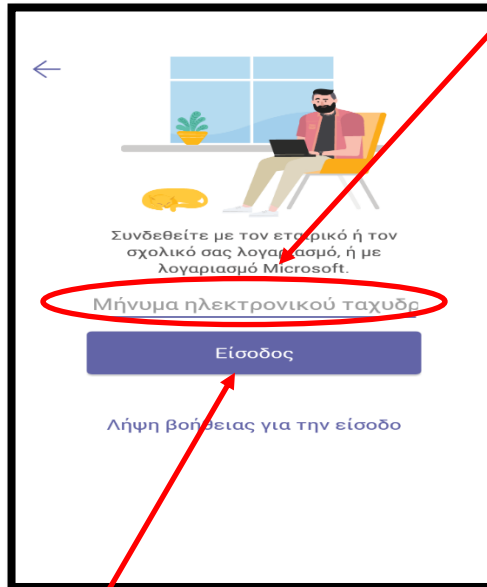 Συνδεθείτε με τον εταιρικό ή τον
σχολικό σας λογαριασμό, ή με
λογαριασμό Microsoft.
Μήνυμα ηλεκτρονικού ταχυδρ
Είσοδος
Λήψη βοήθειας για την είσοδο